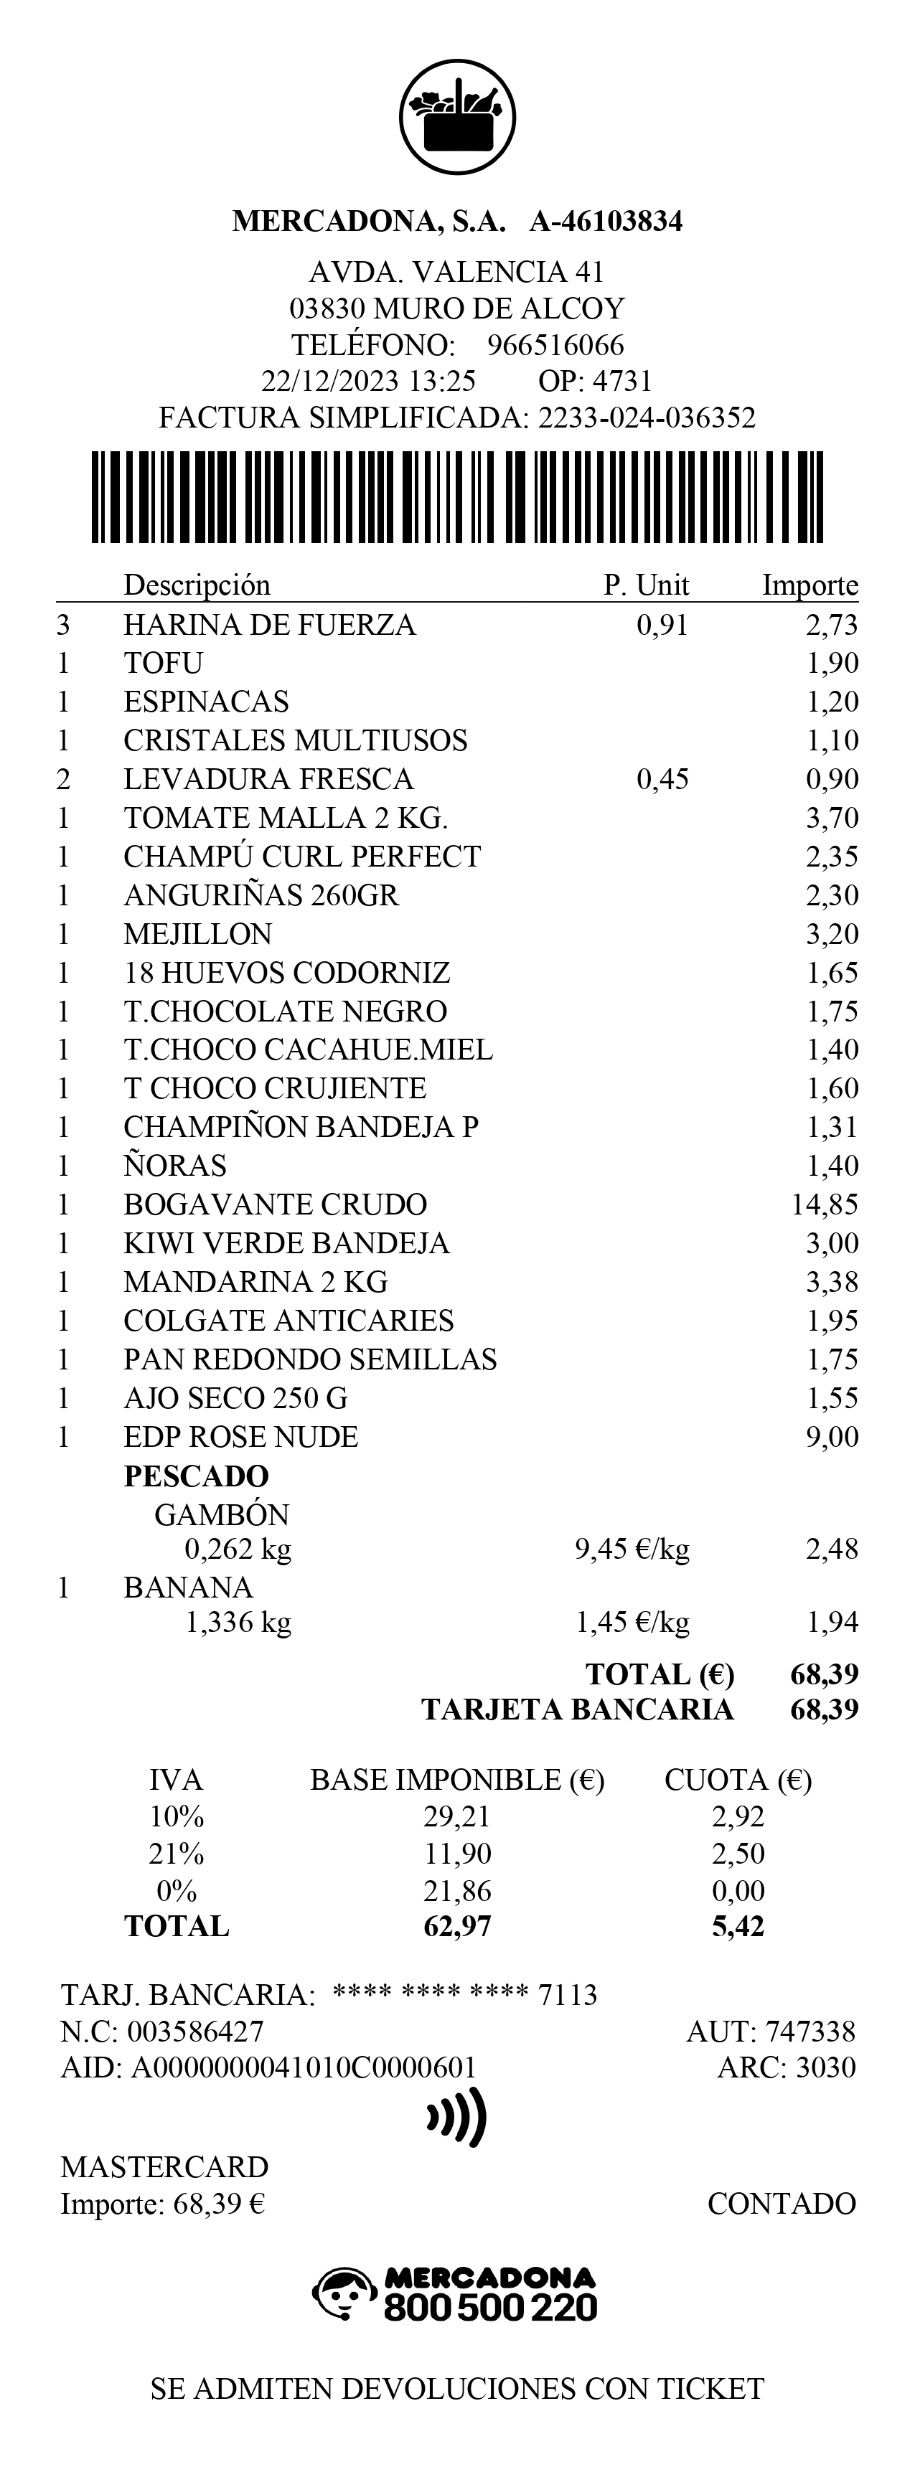 MERCADONA, S.A. A-46103834
AVDA. VALENCIA 41
03830 MURO DE ALCOY
TELÉFONO: 966516066
22/12/2023 13:25 OP: 4731
FACTURA SIMPLIFICADA: 2233-024-036352
Descripción P. Unit Importe
3 HARINA DE FUERZA 0,91 2,73
1 TOFU 1,90
1 ESPINACAS 1,20
1 CRISTALES MULTIUSOS 1,10
2 LEVADURA FRESCA 0,45 0,90
1 TOMATE MALLA 2 KG. 3,70
1 CHAMPÚ CURL PERFECT 2,35
1 ANGURIÑAS 260GR 2,30
1 MEJILLON 3,20
1 18 HUEVOS CODORNIZ 1,65
1 T.CHOCOLATE NEGRO 1,75
1 T.CHOCO CACAHUE.MIEL 1,40
1 T CHOCO CRUJIENTE 1,60
1 CHAMPIÑON BANDEJA P 1,31
1 ÑORAS 1,40
1 BOGAVANTE CRUDO 14,85
1 KIWI VERDE BANDEJA 3,00
1 MANDARINA 2 KG 3,38
1 COLGATE ANTICARIES 1,95
1 PAN REDONDO SEMILLAS 1,75
1 AJO SECO 250 G 1,55
1 EDP ROSE NUDE 9,00
PESCADO
GAMBÓN
0,262 kg 9,45 €/kg 2,48
1 BANANA
1,336 kg 1,45 €/kg 1,94
TOTAL (€) 68,39
TARJETA BANCARIA 68,39
IVA BASE IMPONIBLE (€) CUOTA (€)
10% 29,21 2,92
21% 11,90 2,50
0% 21,86 0,00
TOTAL 62,97 5,42
TARJ. BANCARIA: **** **** **** 7113
N.C: 003586427 AUT: 747338
AID: A0000000041010C0000601 ARC: 3030
MASTERCARD
Importe: 68,39 € CONTADO
MERCADONA
800 500 220
SE ADMITEN DEVOLUCIONES CON TICKET